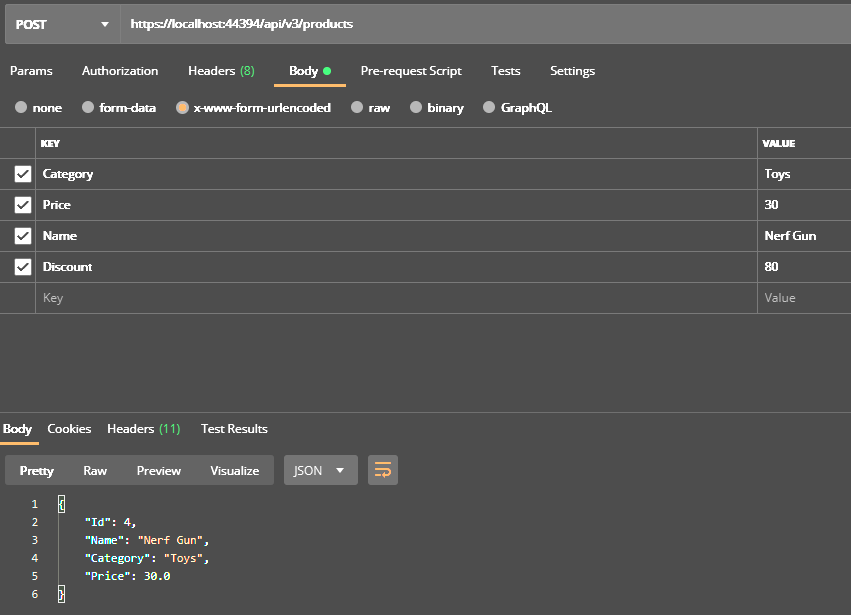 POST https://localhost:44394/api/v3/products
Params Authorization Headers (8) Body Pre-request Script Tests Settings
none form-data x-www-form-urlencoded raw binary GraphQL
KEY VALUE
Category Toys
Price 30
Name Nerf Gun
Discount 80
Key Value
Body Cookies Headers (11) Test Results
Pretty Raw Preview Visualize JSON
1 {
2 "Id": 4,
3 "Name": "Nerf Gun",
4 "Category": "Toys",
5 "Price": 30.0
6 }